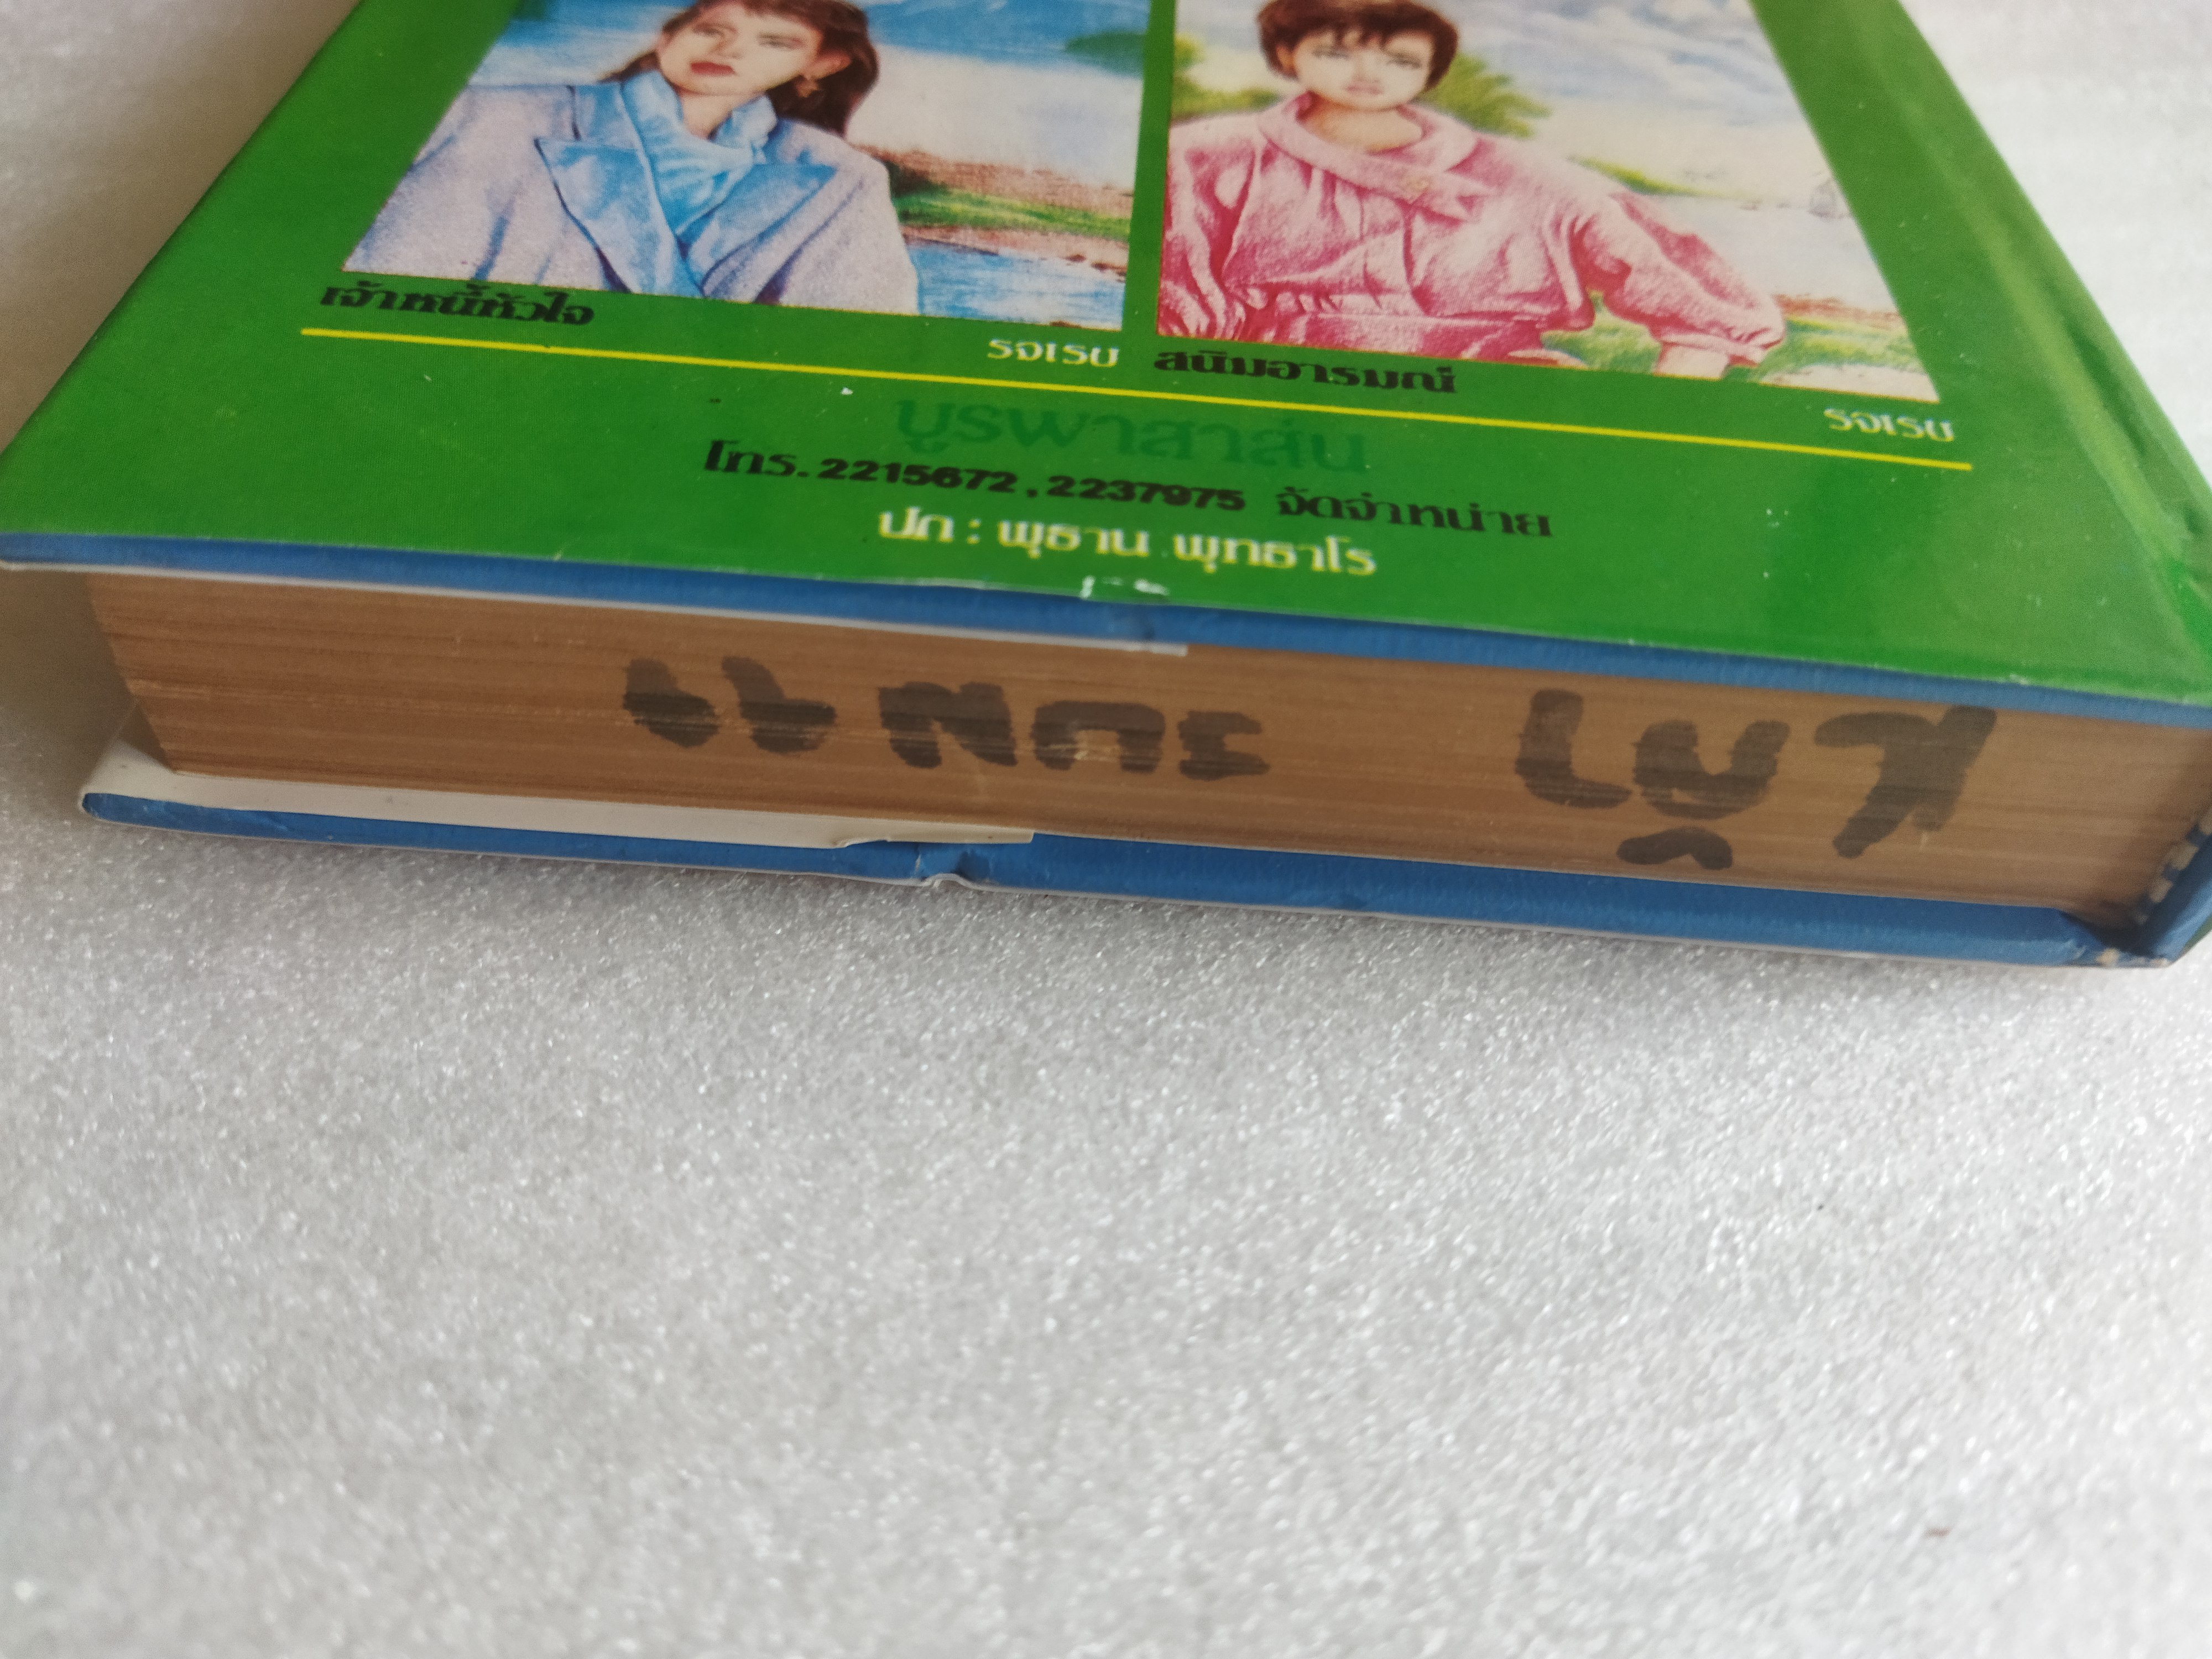 เจ้าหนี้หัวใจ
รจเรข
สนิมอารมณ์
รจเรข
บูรพาสาส์น
โทร.2215672,2237975 จัดจำหน่าย
ปก : พุธาน พุทธาโร